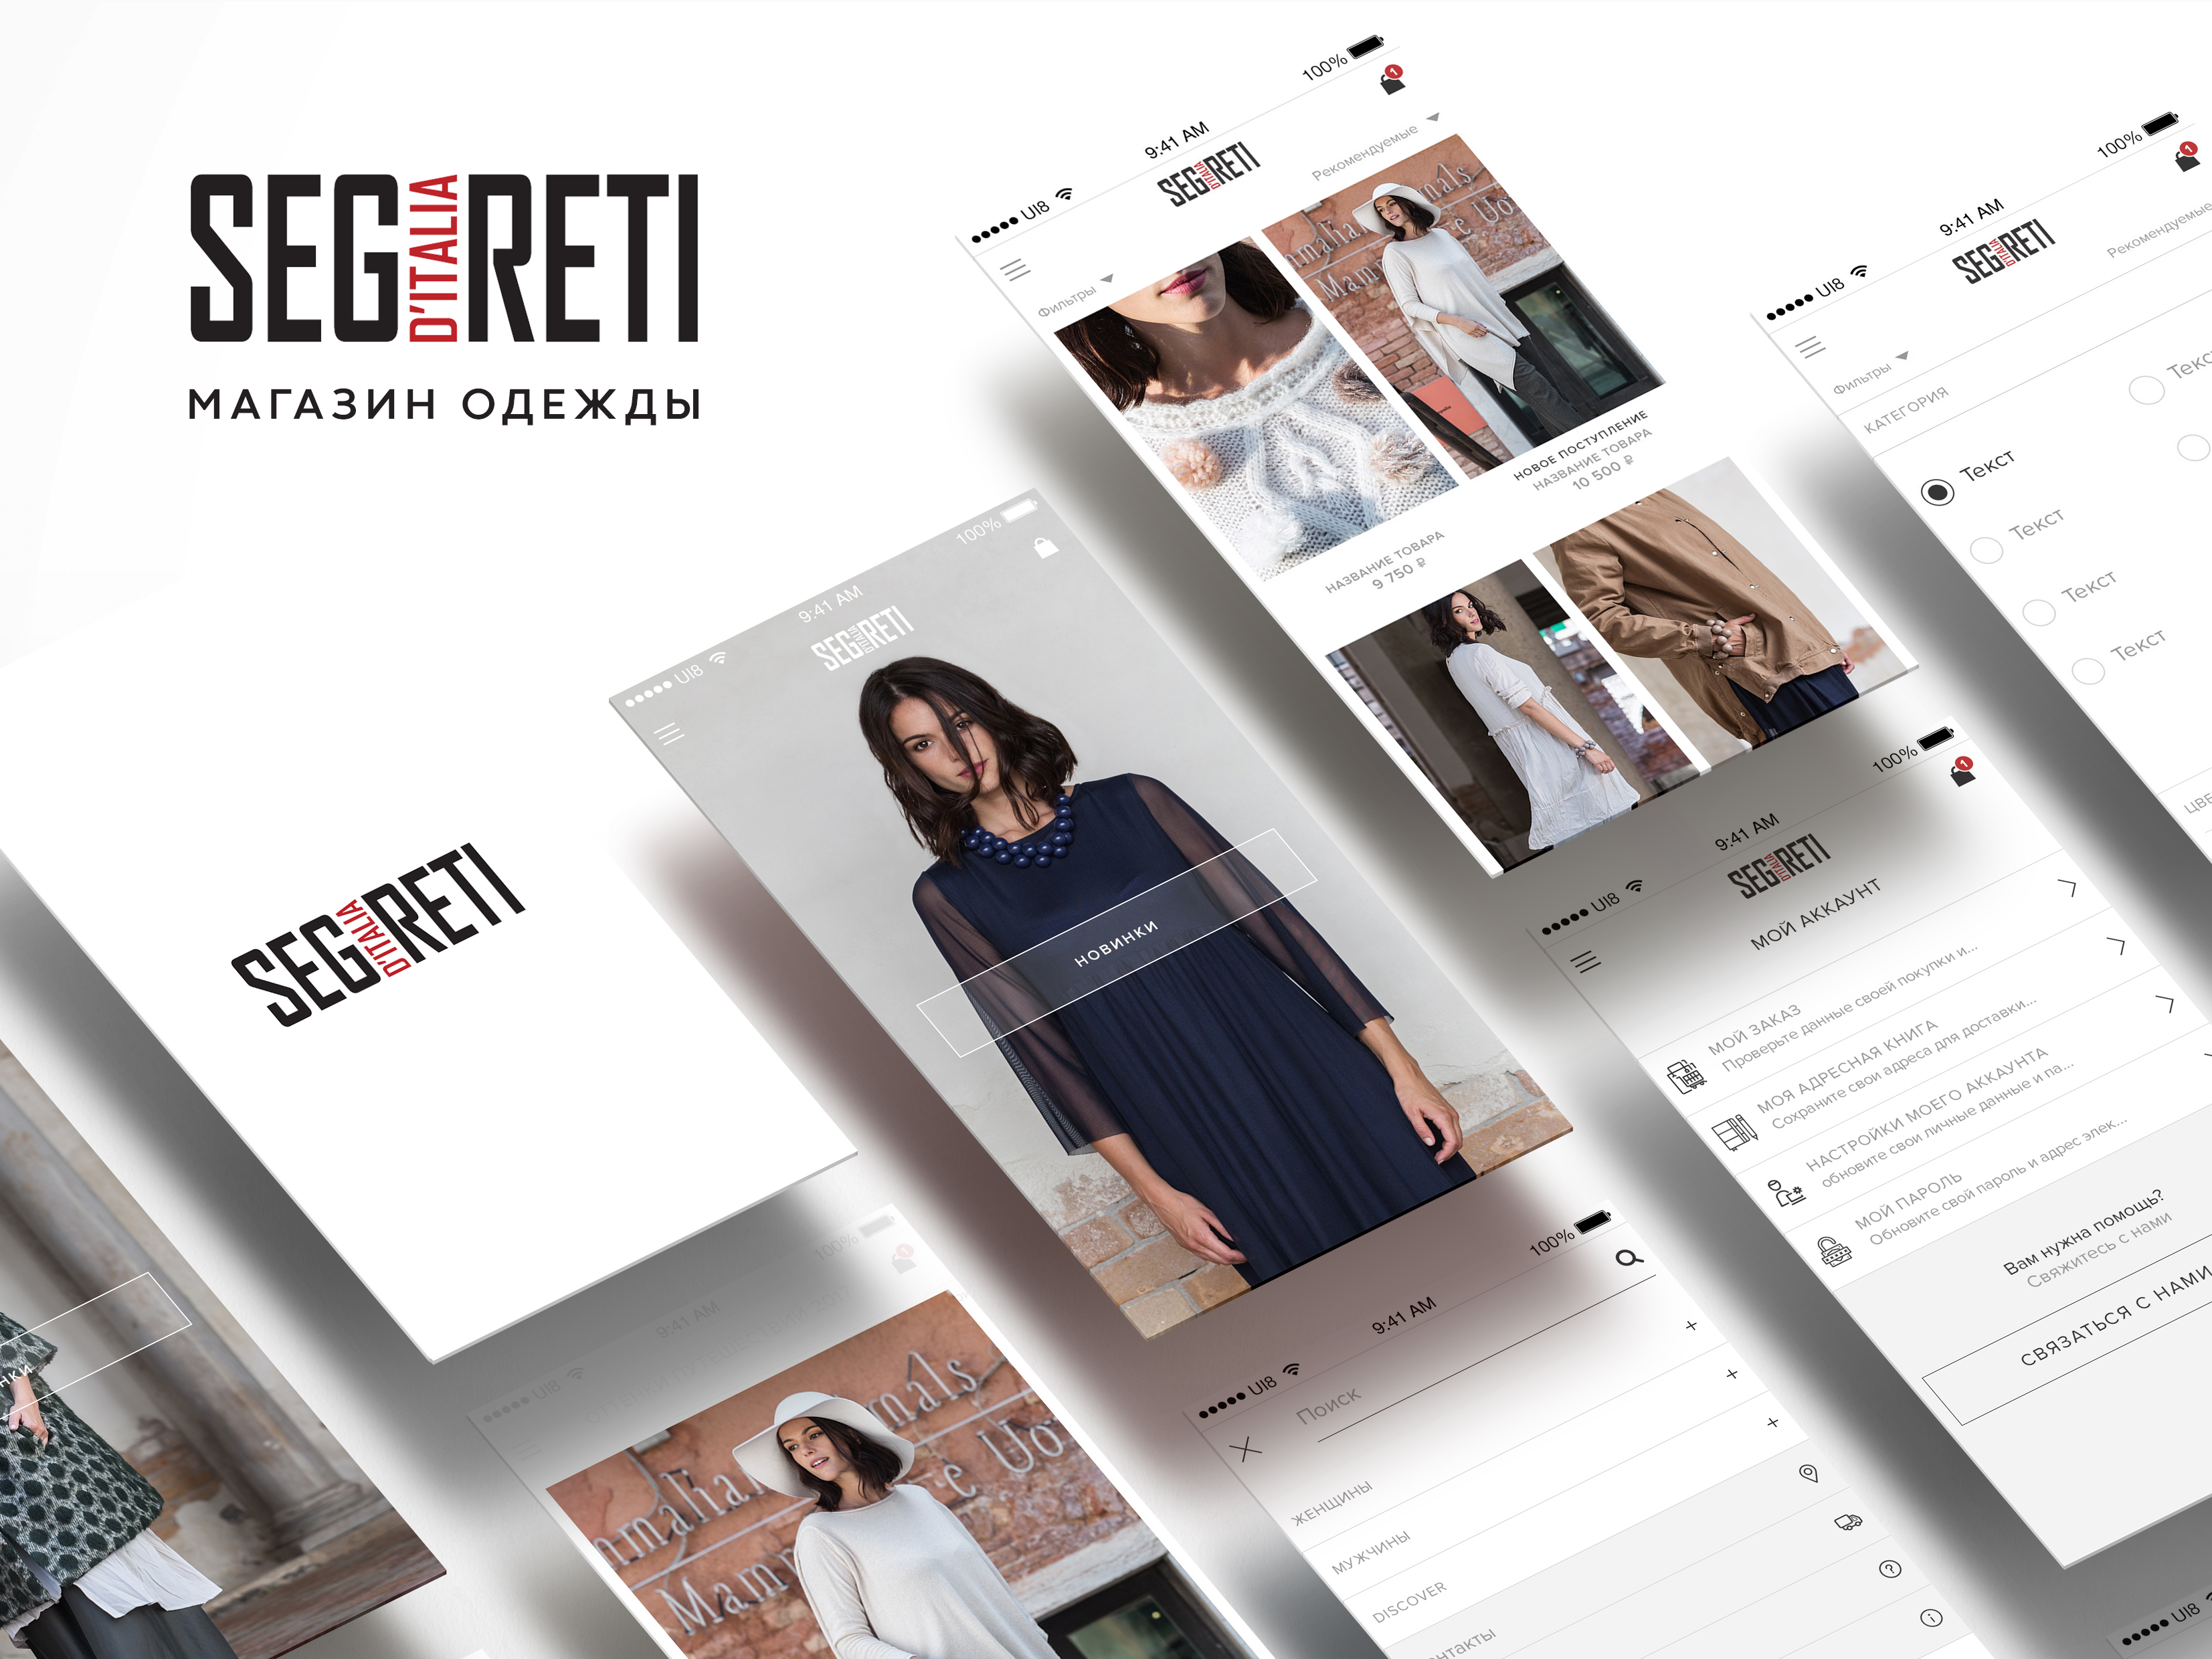 SEG D'ITALIA RETI
МАГАЗИН ОДЕЖДЫ
UI8 9:41 AM 100%
1
SEG D'ITALIA RETI
Фильтры Рекомендуемые
НАЗВАНИЕ ТОВАРА
9 750 ₽
НОВОЕ ПОСТУПЛЕНИЕ
НАЗВАНИЕ ТОВАРА
10 500 ₽
UI8 9:41 AM 100%
1
SEG D'ITALIA RETI
Фильтры Рекомендуемые
КАТЕГОРИЯ
Текст
Текст
Текст
Текст
SEG D'ITALIA RETI
UI8 9:41 AM 100%
SEG D'ITALIA RETI
НОВИНКИ
UI8 9:41 AM 100%
1
SEG D'ITALIA RETI
МОЙ АККАУНТ
МОЙ ЗАКАЗ
Проверьте данные своей покупки и...
МОЯ АДРЕСНАЯ КНИГА
Сохраните свои адреса для доставки...
НАСТРОЙКИ МОЕГО АККАУНТА
обновите свои личные данные и па...
МОЙ ПАРОЛЬ
Обновите свой пароль и адрес элек...
Вам нужна помощь?
Свяжитесь с нами
СВЯЗАТЬСЯ С НАМИ
UI8 9:41 AM 100%
1
UI8 9:41 AM 100%
Поиск
ЖЕНЩИНЫ
МУЖЧИНЫ
DISCOVER
UI8